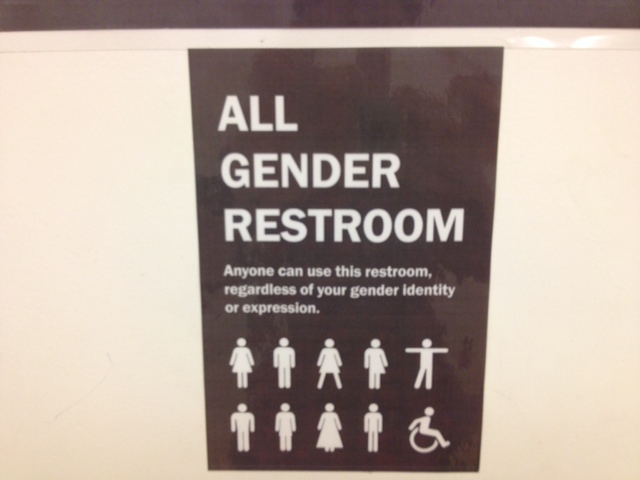 ALL
GENDER
RESTROOM
Anyone can use this restroom,
regardless of your gender identity
or expression.